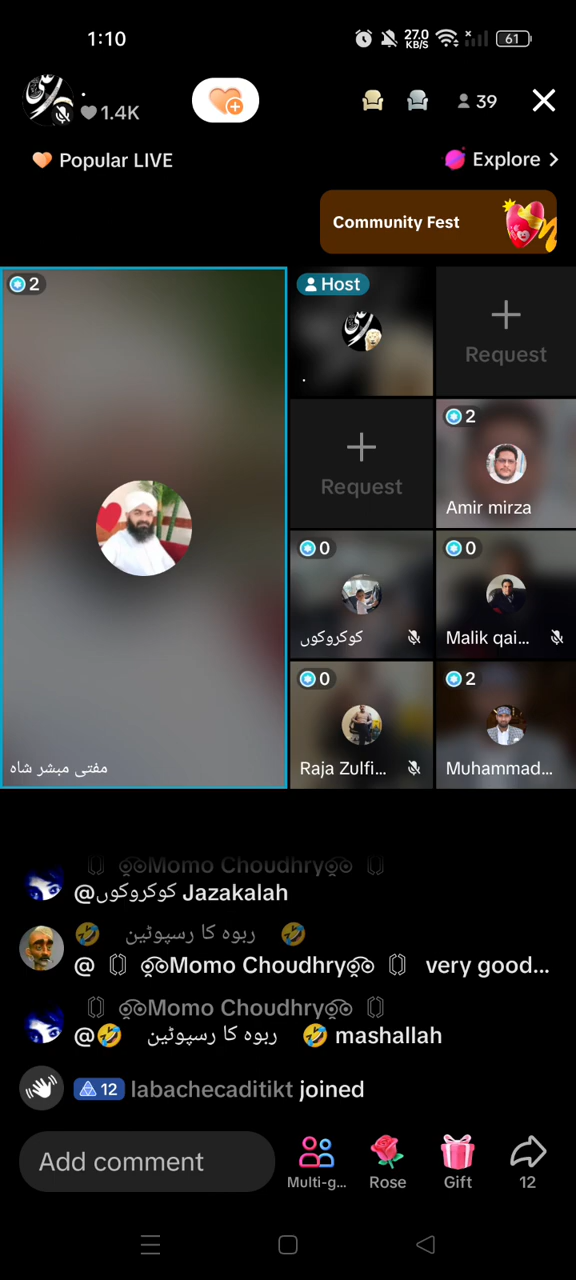 1:10
27.0
KB/S
61
.
1.4K
39
Popular LIVE
Explore >
Community Fest
2
Host
.
Request
Request
2
Amir mirza
0
کوکروکوں
0
Malik qai...
0
Raja Zulfi...
2
Muhammad...
مفتی مبشر شاہ
Momo Choudhry
@کوکروکوں Jazakalah
🤣 ربوہ کا رسپوٹین 🤣
@ Momo Choudhry very good...
Momo Choudhry
@🤣 ربوہ کا رسپوٹین 🤣 mashallah
12 labachecaditikt joined
Add comment
Multi-g...
Rose
Gift
12